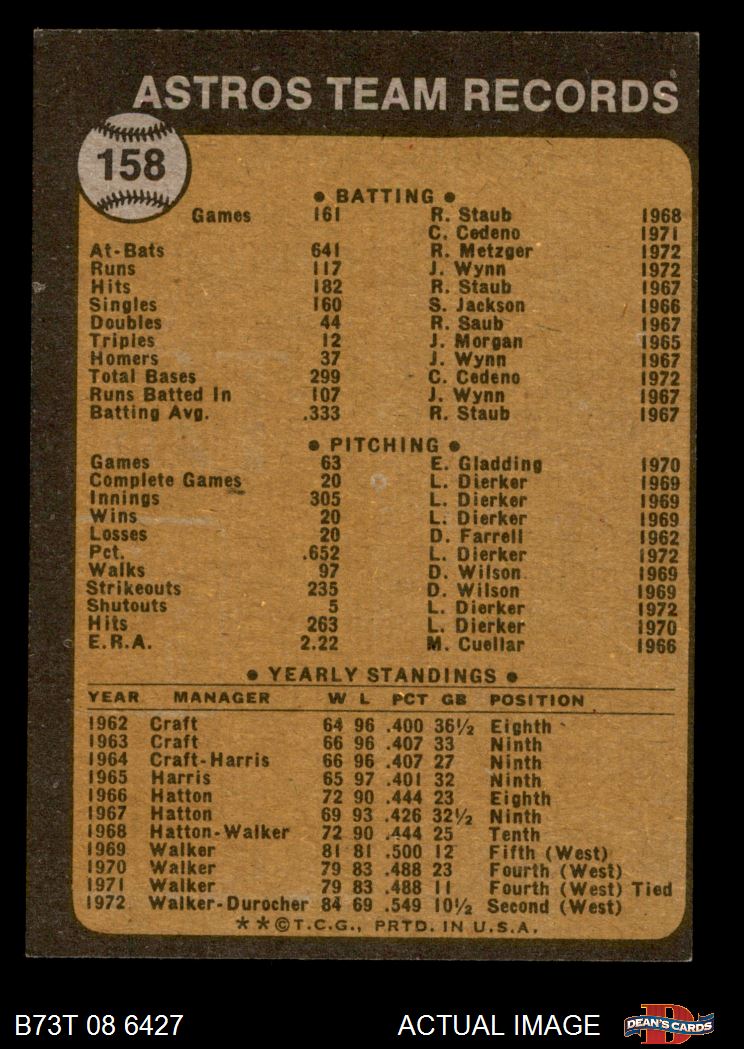 ASTROS TEAM RECORDS
158
● BATTING ●
Games 161 R. Staub 1968
C. Cedeno 1971
At-Bats 641 R. Metzger 1972
Runs 117 J. Wynn 1972
Hits 182 R. Staub 1967
Singles 160 S. Jackson 1966
Doubles 44 R. Saub 1967
Triples 12 J. Morgan 1965
Homers 37 J. Wynn 1967
Total Bases 299 C. Cedeno 1972
Runs Batted In 107 J. Wynn 1967
Batting Avg. .333 R. Staub 1967
● PITCHING ●
Games 63 E. Gladding 1970
Complete Games 20 L. Dierker 1969
Innings 305 L. Dierker 1969
Wins 20 L. Dierker 1969
Losses 20 D. Farrell 1962
Pct. .652 L. Dierker 1972
Walks 97 D. Wilson 1969
Strikeouts 235 D. Wilson 1969
Shutouts 5 L. Dierker 1972
Hits 263 L. Dierker 1970
E.R.A. 2.22 M. Cuellar 1966
● YEARLY STANDINGS ●
YEAR MANAGER W L PCT GB POSITION
1962 Craft 64 96 .400 36½ Eighth
1963 Craft 66 96 .407 33 Ninth
1964 Craft-Harris 66 96 .407 27 Ninth
1965 Harris 65 97 .401 32 Ninth
1966 Hatton 72 90 .444 23 Eighth
1967 Hatton 69 93 .426 32½ Ninth
1968 Hatton-Walker 72 90 .444 25 Tenth
1969 Walker 81 81 .500 12 Fifth (West)
1970 Walker 79 83 .488 23 Fourth (West)
1971 Walker 79 83 .488 11 Fourth (West) Tied
1972 Walker-Durocher 84 69 .549 10½ Second (West)
**©T.C.G., PRTD. IN U.S.A.
B73T 08 6427 ACTUAL IMAGE DEAN'S CARDS